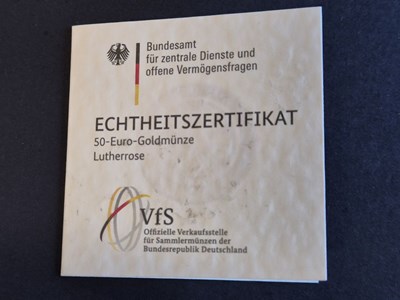 Bundesamt
für zentrale Dienste und
offene Vermögensfragen
ECHTHEITSZERTIFIKAT
50-Euro-Goldmünze
Lutherrose
VfS
Offizielle Verkaufsstelle
für Sammlermünzen der
Bundesrepublik Deutschland